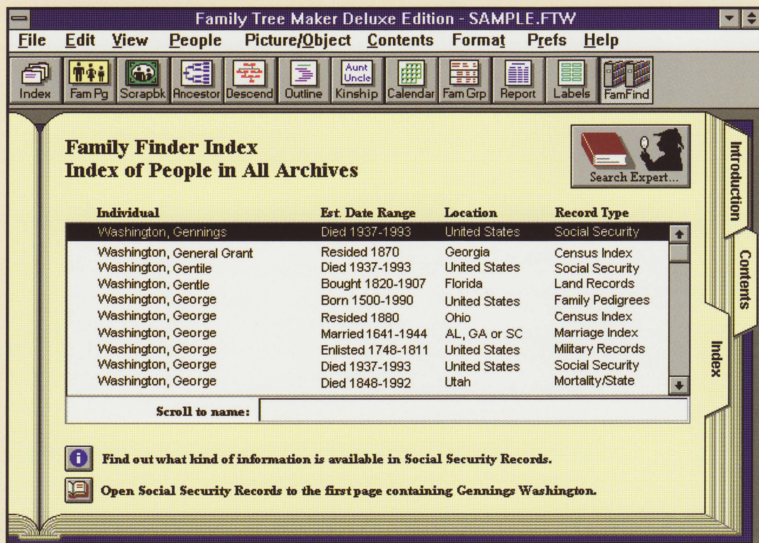 Family Tree Maker Deluxe Edition - SAMPLE.FTW
File Edit View People Picture/Object Contents Format Prefs Help
Aunt
Uncle
Index Fam Pg Scrapbk Ancestor Descend Outline Kinship Calendar Fam Grp Report Labels FamFind
Family Finder Index
Index of People in All Archives
Search Expert...
Introduction
Contents
Index
Individual Est. Date Range Location Record Type
Washington, Gennings Died 1937-1993 United States Social Security
Washington, General Grant Resided 1870 Georgia Census Index
Washington, Gentile Died 1937-1993 United States Social Security
Washington, Gentle Bought 1820-1907 Florida Land Records
Washington, George Born 1500-1990 United States Family Pedigrees
Washington, George Resided 1880 Ohio Census Index
Washington, George Married 1641-1944 AL, GA or SC Marriage Index
Washington, George Enlisted 1748-1811 United States Military Records
Washington, George Died 1937-1993 United States Social Security
Washington, George Died 1848-1992 Utah Mortality/State
Scroll to name:
Find out what kind of information is available in Social Security Records.
Open Social Security Records to the first page containing Gennings Washington.